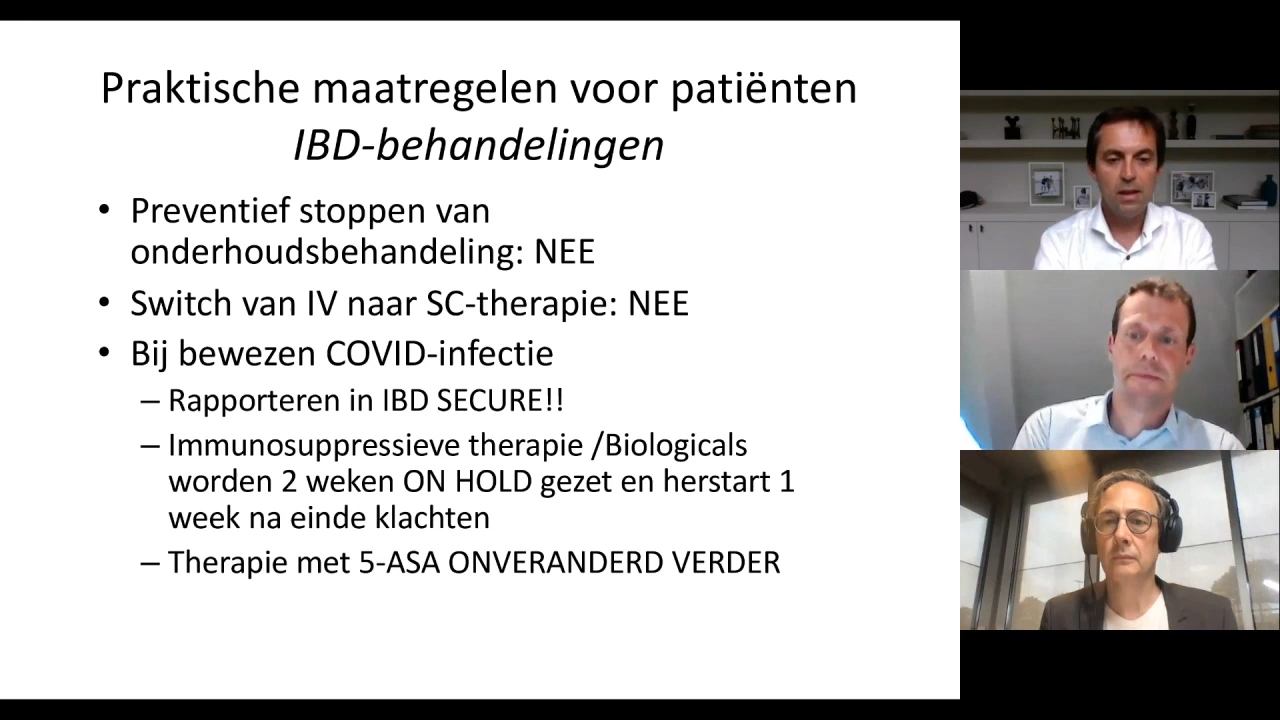 Praktische maatregelen voor patiënten
IBD-behandelingen
• Preventief stoppen van
onderhoudsbehandeling: NEE
• Switch van IV naar SC-therapie: NEE
• Bij bewezen COVID-infectie
– Rapporteren in IBD SECURE!!
– Immunosuppressieve therapie /Biologicals
worden 2 weken ON HOLD gezet en herstart 1
week na einde klachten
– Therapie met 5-ASA ONVERANDERD VERDER